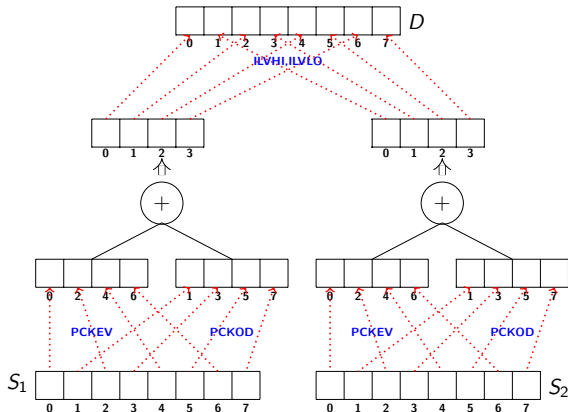 D
0 1 2 3 4 5 6 7
ILVHI,ILVLO
0 1 2 3 0 1 2 3
+ +
0 2 4 6 1 3 5 7 0 2 4 6 1 3 5 7
PCKEV PCKOD PCKEV PCKOD
S1 S2
0 1 2 3 4 5 6 7 0 1 2 3 4 5 6 7